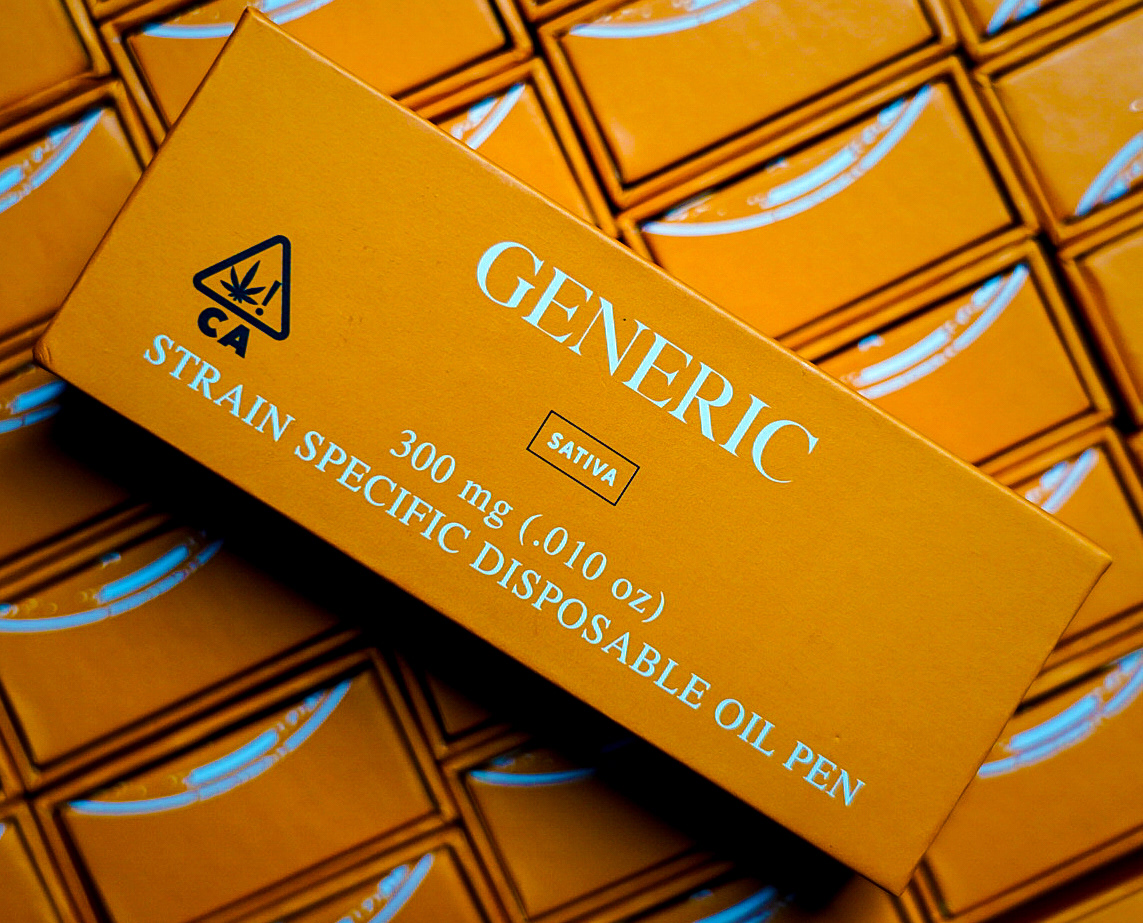 GENERIC
SATIVA
300 mg (.010 oz)
STRAIN SPECIFIC DISPOSABLE OIL PEN
!
CA